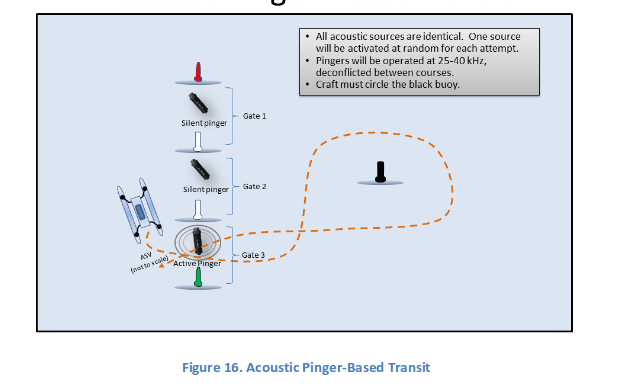 • All acoustic sources are identical. One source
will be activated at random for each attempt.
• Pingers will be operated at 25-40 kHz,
deconflicted between courses.
• Craft must circle the black buoy.
Silent pinger
Gate 1
Silent pinger
Gate 2
ASV
(not to scale)
Active Pinger
Gate 3
Figure 16. Acoustic Pinger-Based Transit